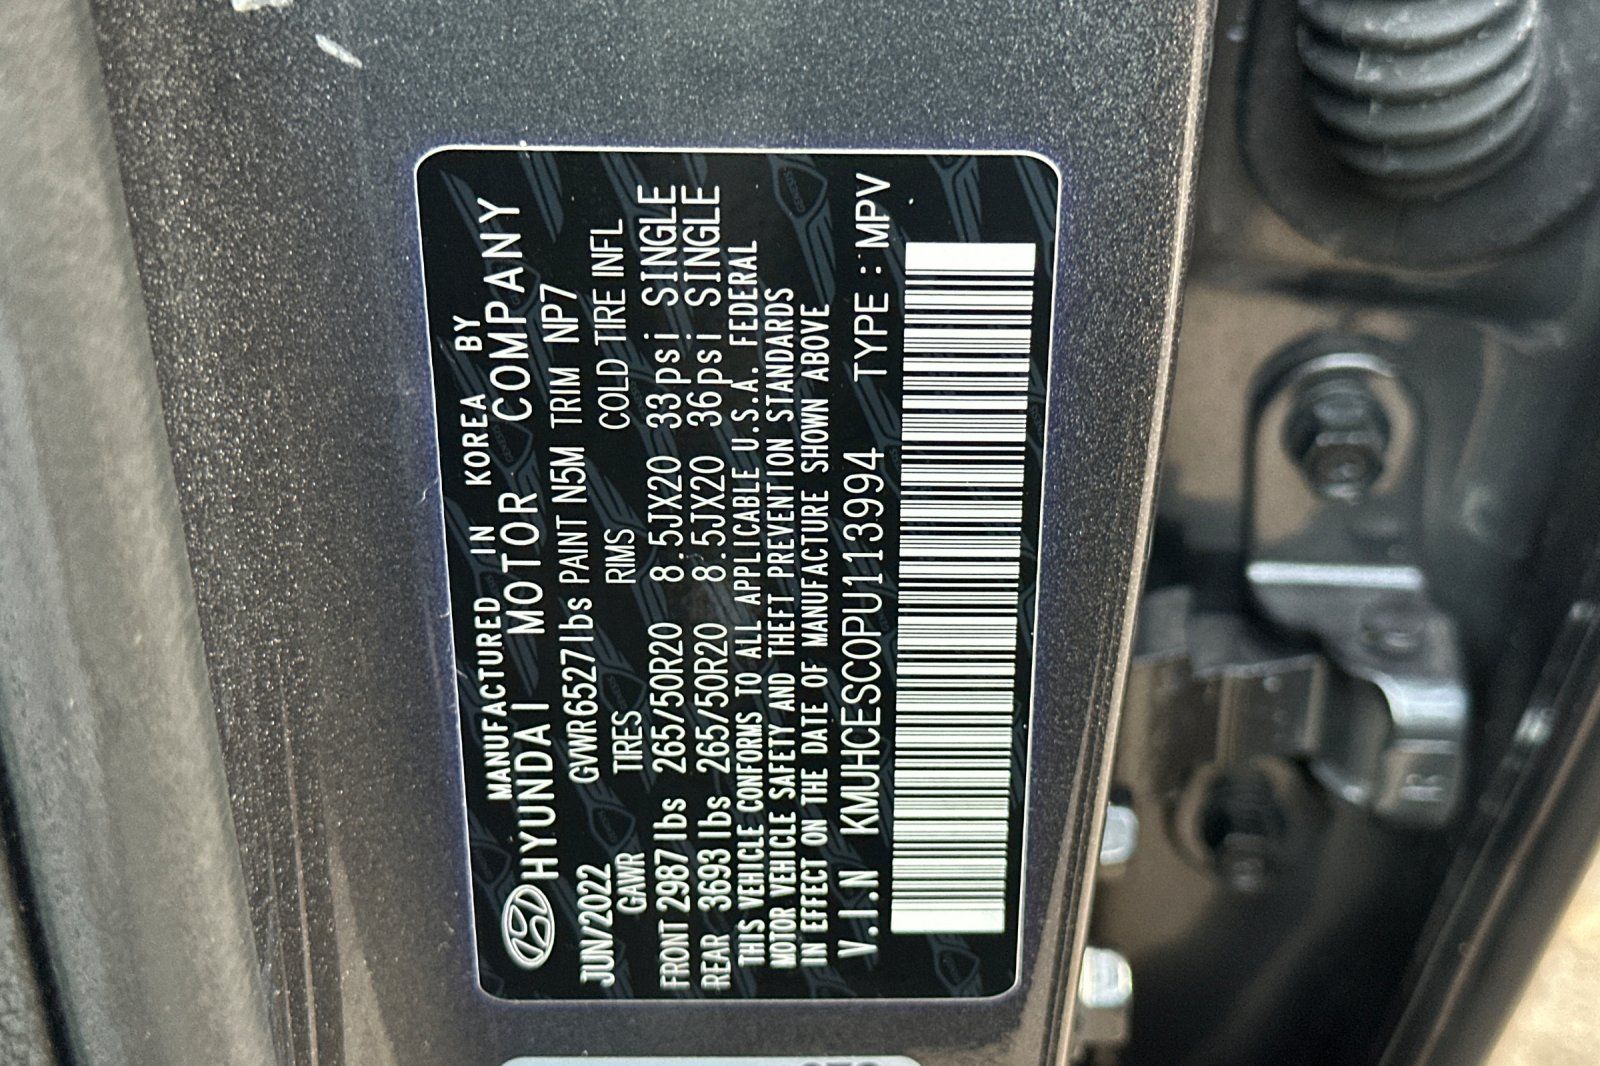 MANUFACTURED IN KOREA BY
HYUNDAI MOTOR COMPANY
JUN/2022 GVWR6527lbs PAINT N5M TRIM NP7
GAWR TIRES RIMS COLD TIRE INFL
FRONT 2987lbs 265/50R20 8.5JX20 33psi SINGLE
REAR 3693lbs 265/50R20 8.5JX20 36psi SINGLE
THIS VEHICLE CONFORMS TO ALL APPLICABLE U.S.A. FEDERAL
MOTOR VEHICLE SAFETY AND THEFT PREVENTION STANDARDS
IN EFFECT ON THE DATE OF MANUFACTURE SHOWN ABOVE
V.I.N KMUHCESC0PU113994 TYPE : MPV
R